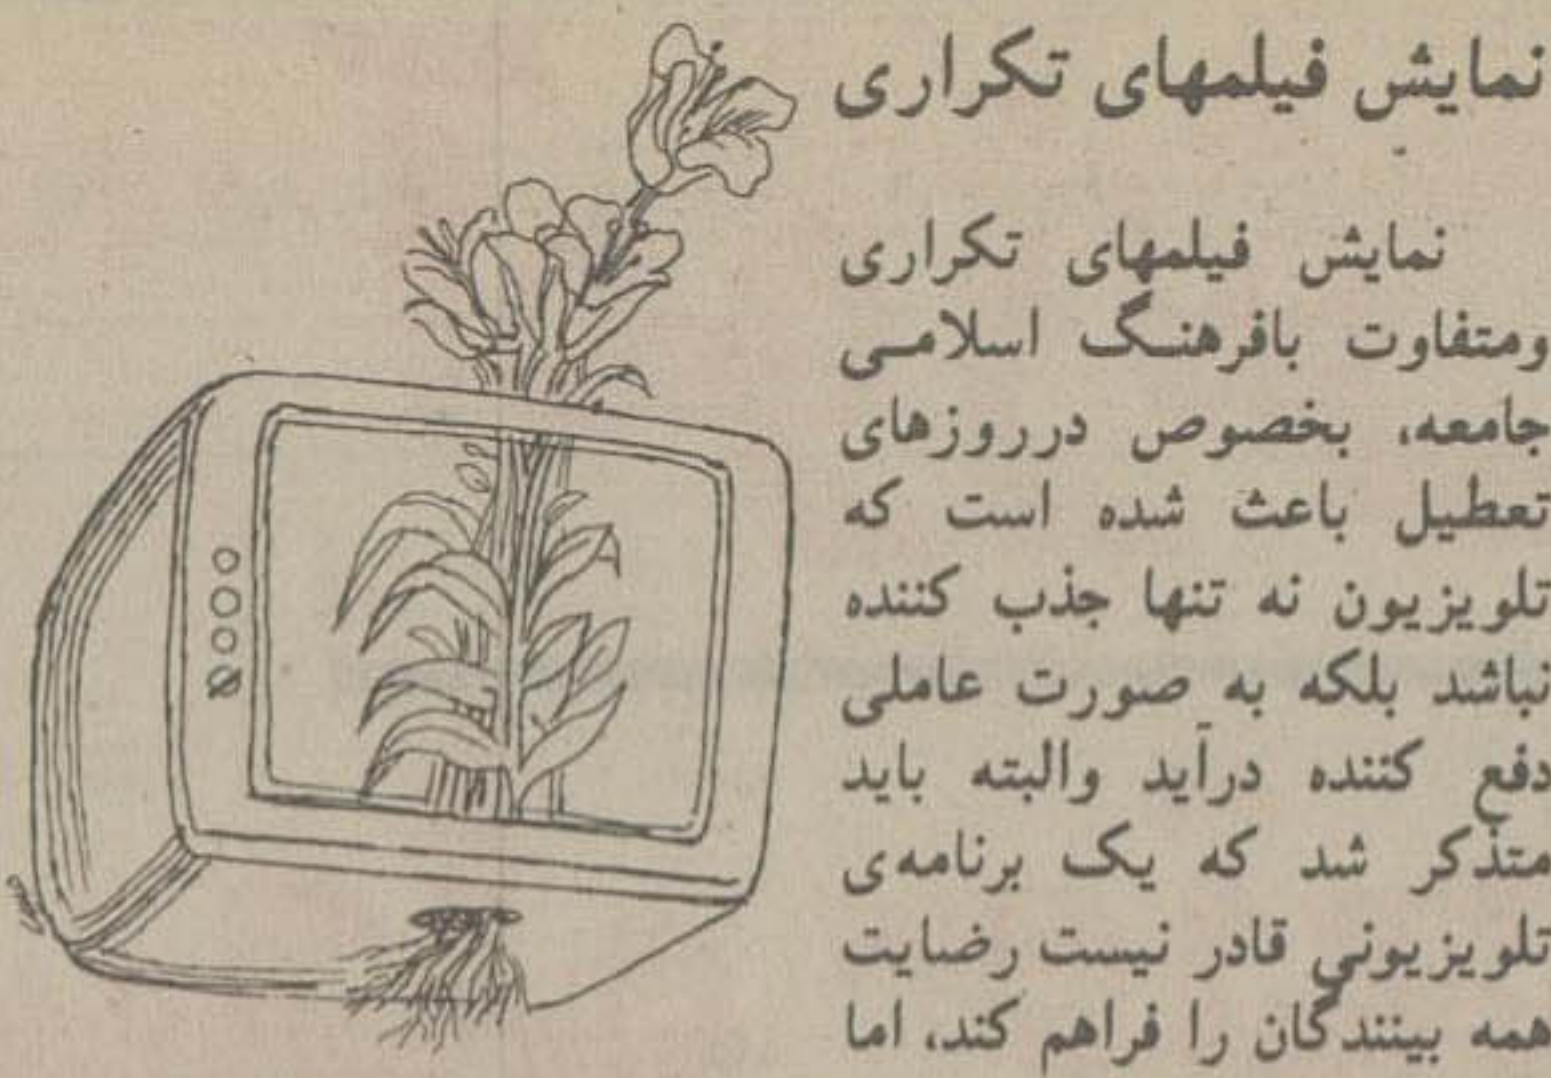 نمایش فیلمهای تکراری
نمایش فیلمهای تکراری
ومتفاوت بافرهنگ اسلامی
جامعه، بخصوص درروزهای
تعطیل باعث شده است که
تلویزیون نه تنها جذب کننده
نباشد بلکه به صورت عاملی
دفع کننده درآید والبته باید
متذکر شد که یک برنامه‌ی
تلویزیونی قادر نیست رضایت
همه بینندگان را فراهم کند، اما